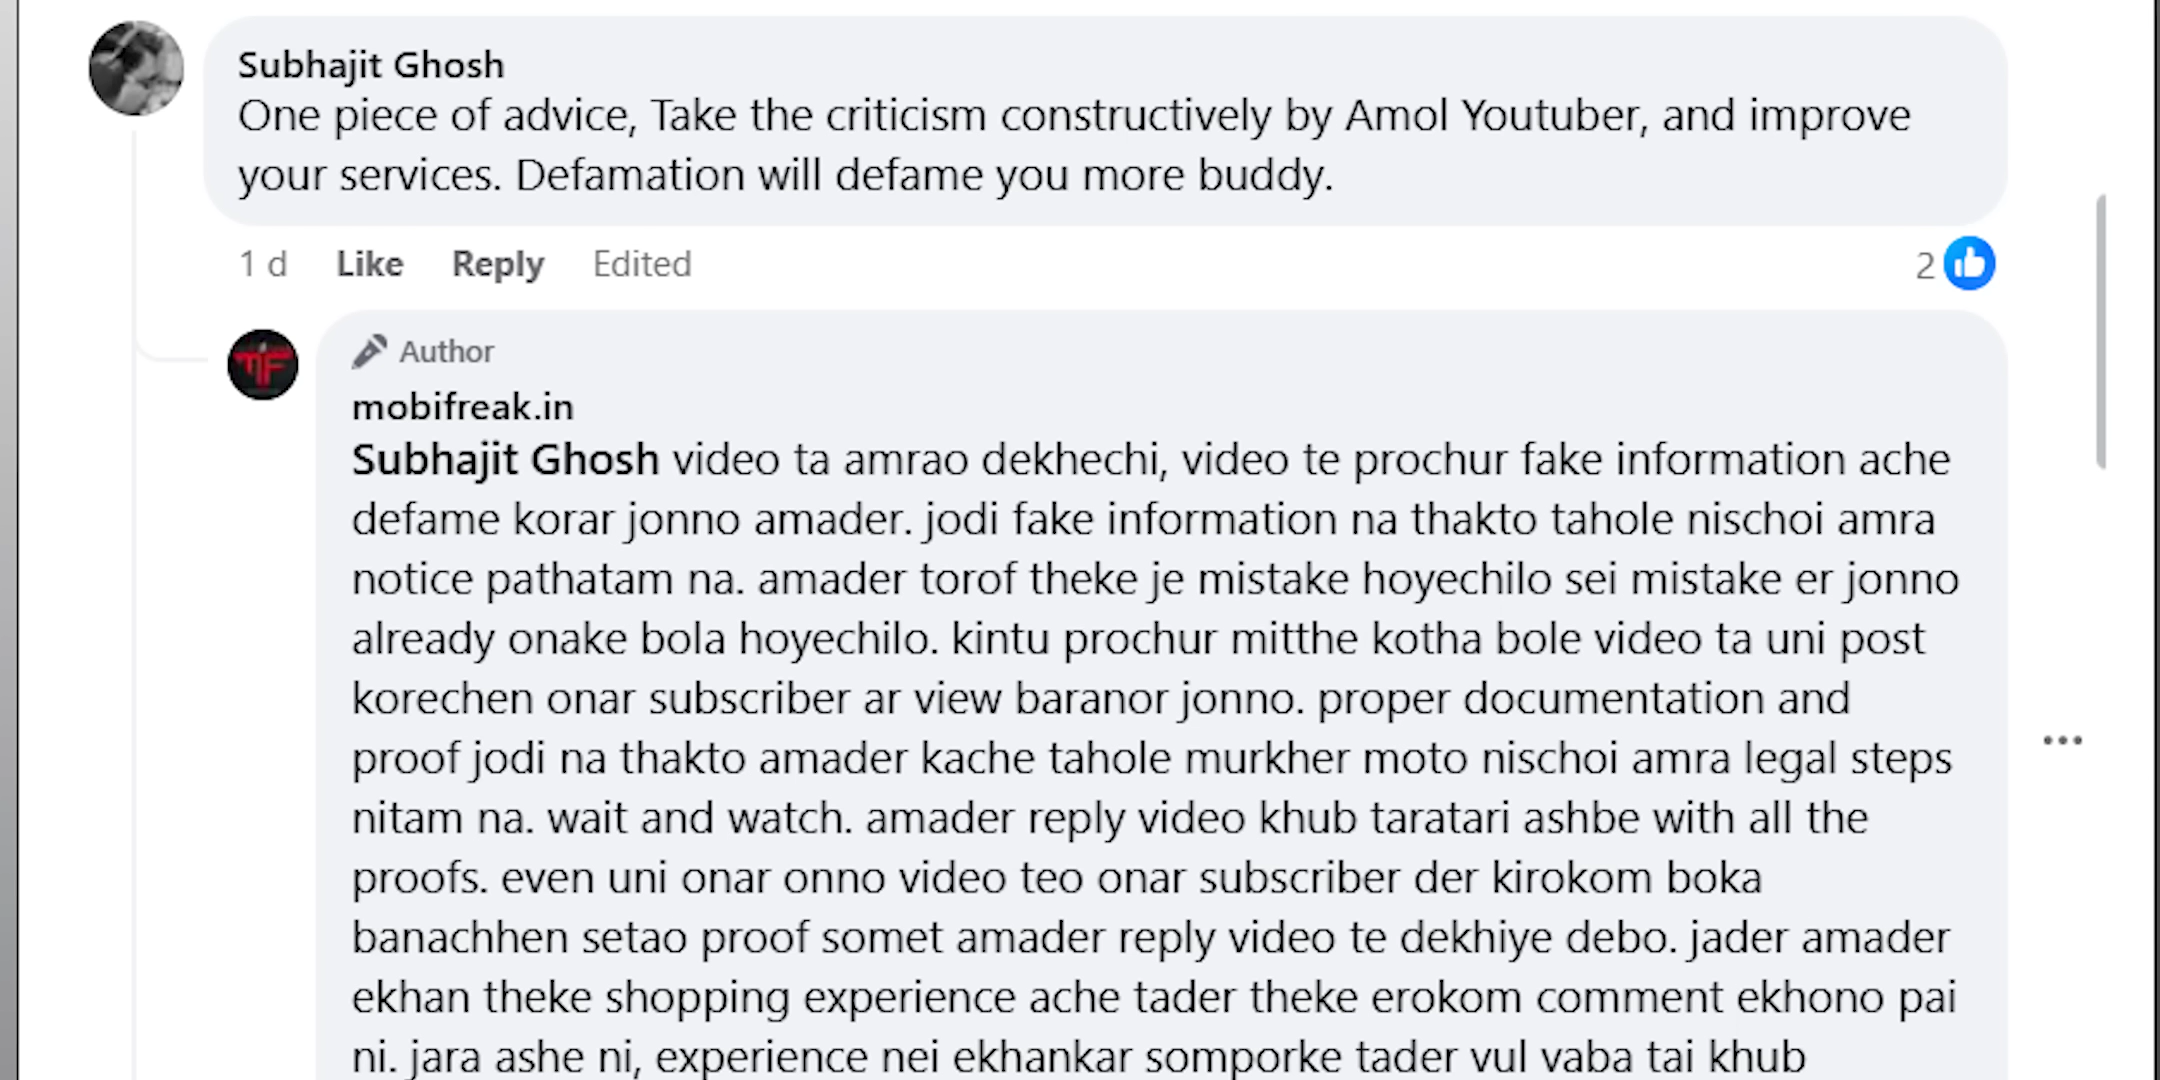 Subhajit Ghosh
One piece of advice, Take the criticism constructively by Amol Youtuber, and improve
your services. Defamation will defame you more buddy.
1 d Like Reply Edited 2
Author
mobifreak.in
Subhajit Ghosh video ta amrao dekhechi, video te prochur fake information ache
defame korar jonno amader. jodi fake information na thakto tahole nischoi amra
notice pathatam na. amader torof theke je mistake hoyechilo sei mistake er jonno
already onake bola hoyechilo. kintu prochur mitthe kotha bole video ta uni post
korechen onar subscriber ar view baranor jonno. proper documentation and
proof jodi na thakto amader kache tahole murkher moto nischoi amra legal steps
nitam na. wait and watch. amader reply video khub taratari ashbe with all the
proofs. even uni onar onno video teo onar subscriber der kirokom boka
banachhen setao proof somet amader reply video te dekhiye debo. jader amader
ekhan theke shopping experience ache tader theke erokom comment ekhono pai
ni. jara ashe ni, experience nei ekhankar somporke tader vul vaba tai khub